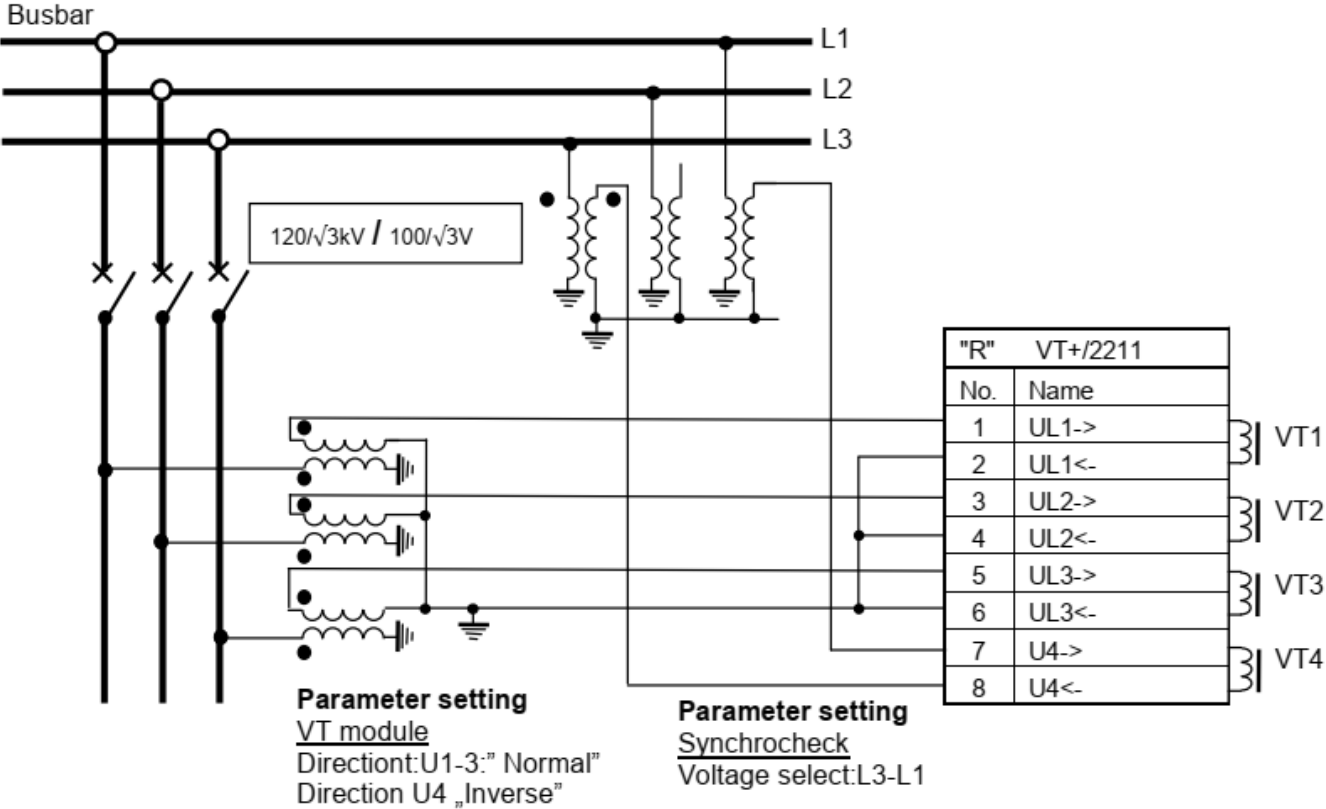 Busbar
L1
L2
L3
120/√3kV / 100/√3V
"R" VT+/2211
No. Name
1 UL1->
2 UL1<-
VT1
3 UL2->
4 UL2<-
VT2
5 UL3->
6 UL3<-
VT3
7 U4->
8 U4<-
VT4
Parameter setting
VT module
Directiont:U1-3:” Normal”
Direction U4 „Inverse”
Parameter setting
Synchrocheck
Voltage select:L3-L1